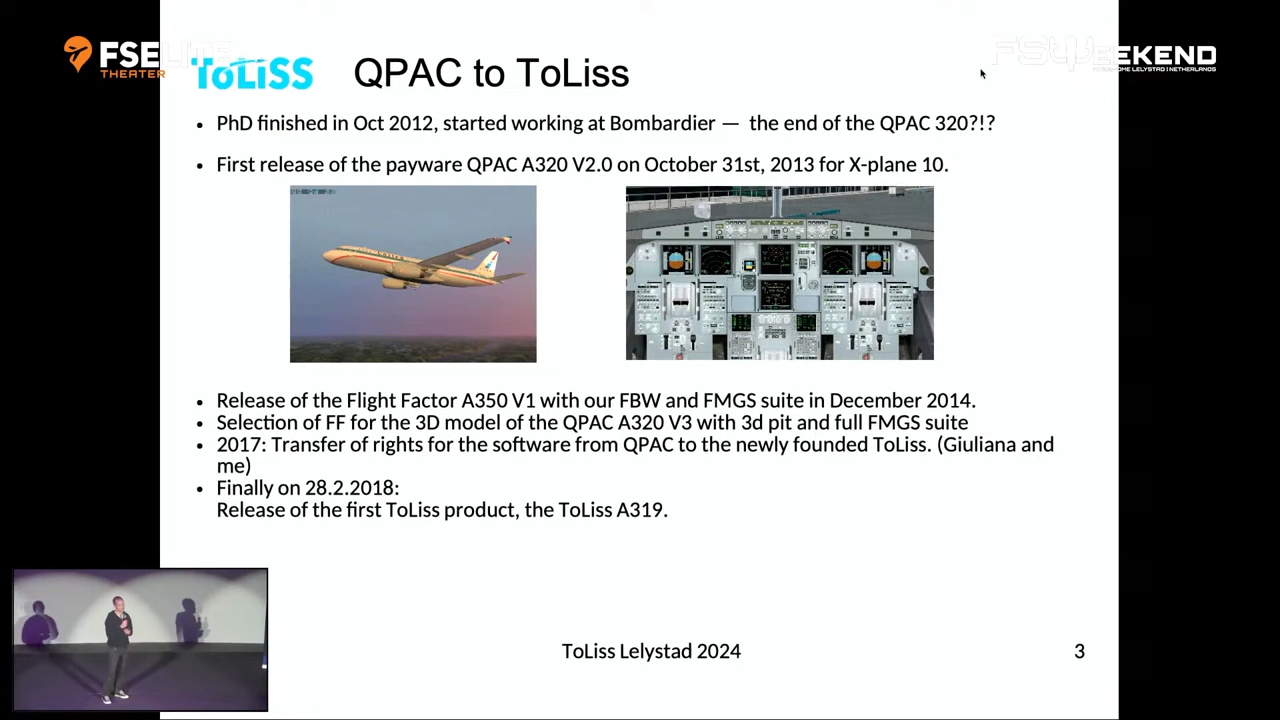 FSELITE
THEATER
ToLiSS
QPAC to ToLiss
FSWEEKEND
• PhD finished in Oct 2012, started working at Bombardier — the end of the QPAC 320?!?
• First release of the payware QPAC A320 V2.0 on October 31st, 2013 for X-plane 10.
• Release of the Flight Factor A350 V1 with our FBW and FMGS suite in December 2014.
• Selection of FF for the 3D model of the QPAC A320 V3 with 3d pit and full FMGS suite
• 2017: Transfer of rights for the software from QPAC to the newly founded ToLiss. (Giuliana and
me)
• Finally on 28.2.2018:
Release of the first ToLiss product, the ToLiss A319.
ToLiss Lelystad 2024
3